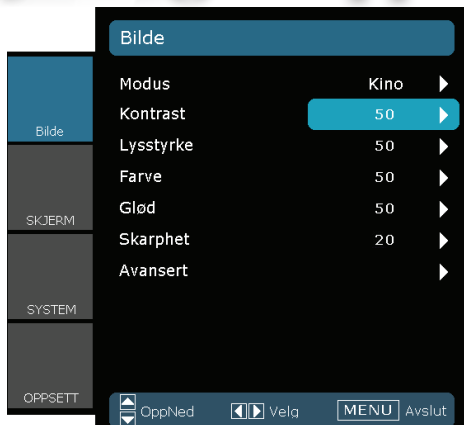 Bilde
Modus Kino
Kontrast 50
Lysstyrke 50
Farve 50
Glød 50
Skarphet 20
Avansert
Bilde
SKJERM
SYSTEM
OPPSETT
OppNed Velg MENU Avslut